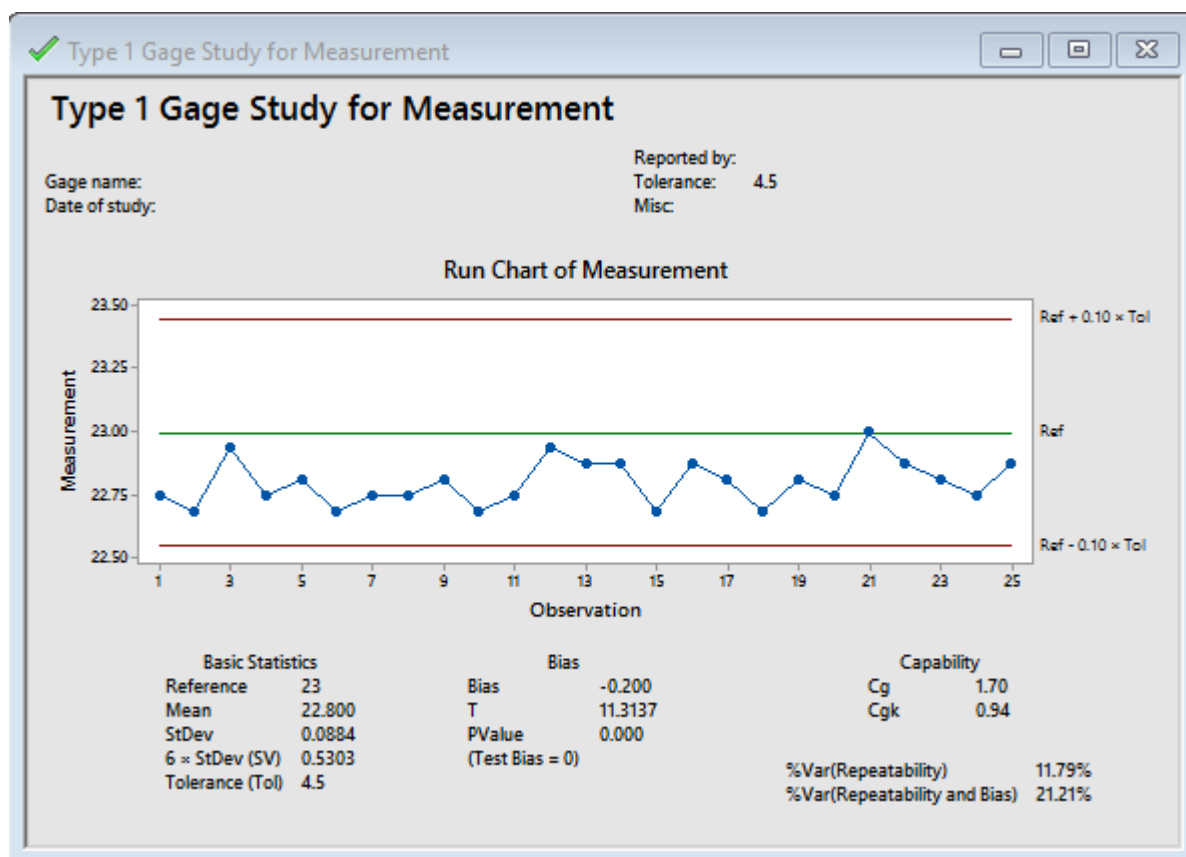 Type 1 Gage Study for Measurement
Type 1 Gage Study for Measurement
Gage name:
Date of study:
Reported by:
Tolerance: 4.5
Misc:
Run Chart of Measurement
Measurement
23.50
23.25
23.00
22.75
22.50
Ref + 0.10 × Tol
Ref
Ref - 0.10 × Tol
1 3 5 7 9 11 13 15 17 19 21 23 25
Observation
Basic Statistics
Reference 23
Mean 22.800
StDev 0.0884
6 × StDev (SV) 0.5303
Tolerance (Tol) 4.5
Bias
Bias -0.200
T 11.3137
PValue 0.000
(Test Bias = 0)
Capability
Cg 1.70
Cgk 0.94
%Var(Repeatability) 11.79%
%Var(Repeatability and Bias) 21.21%